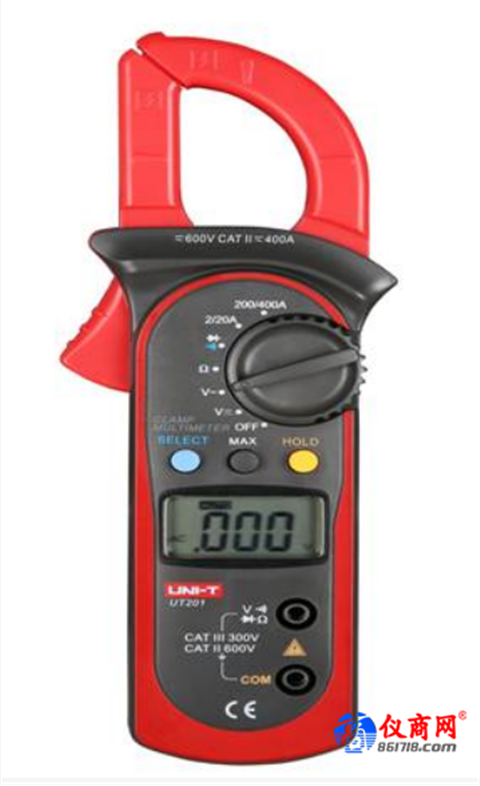 ≂600V CAT II ≂400A
200/400A
2/20A
Ω
V~
V⎓
OFF
CLAMP
MULTIMETER
SELECT MAX HOLD
AC
.000
UNI-T
UT201
V
Ω
CAT III 300V
CAT II 600V
COM
CE
仪商网®
861718.com